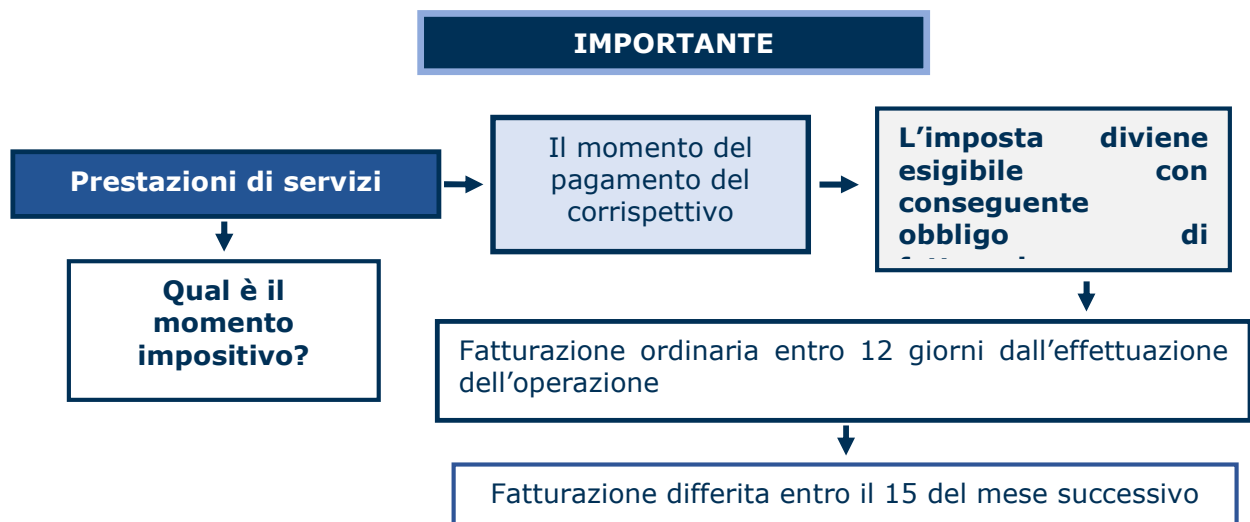 IMPORTANTE
Prestazioni di servizi
Il momento del
pagamento del
corrispettivo
L’imposta diviene
esigibile con
conseguente
obbligo di
Qual è il
momento
impositivo?
Fatturazione ordinaria entro 12 giorni dall’effettuazione
dell’operazione
Fatturazione differita entro il 15 del mese successivo